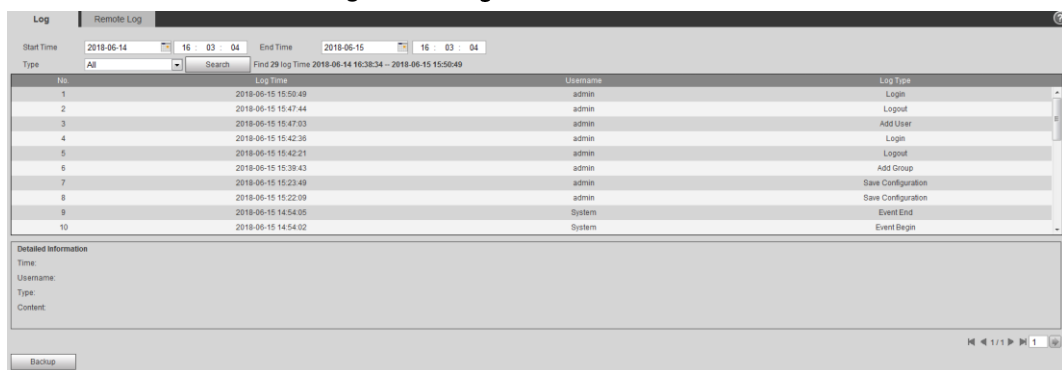 Log Remote Log
Start Time 2018-06-14 16 : 03 : 04 End Time 2018-06-15 16 : 03 : 04
Type All Search Find 29 log Time 2018-06-14 16:38:34 -- 2018-06-15 15:50:49
No. Log Time Username Log Type
1 2018-06-15 15:50:49 admin Login
2 2018-06-15 15:47:44 admin Logout
3 2018-06-15 15:47:03 admin Add User
4 2018-06-15 15:42:36 admin Login
5 2018-06-15 15:42:21 admin Logout
6 2018-06-15 15:39:43 admin Add Group
7 2018-06-15 15:23:49 admin Save Configuration
8 2018-06-15 15:22:09 admin Save Configuration
9 2018-06-15 14:54:05 System Event End
10 2018-06-15 14:54:02 System Event Begin
Detailed Information
Time:
Username:
Type:
Content:
1/1 1
Backup